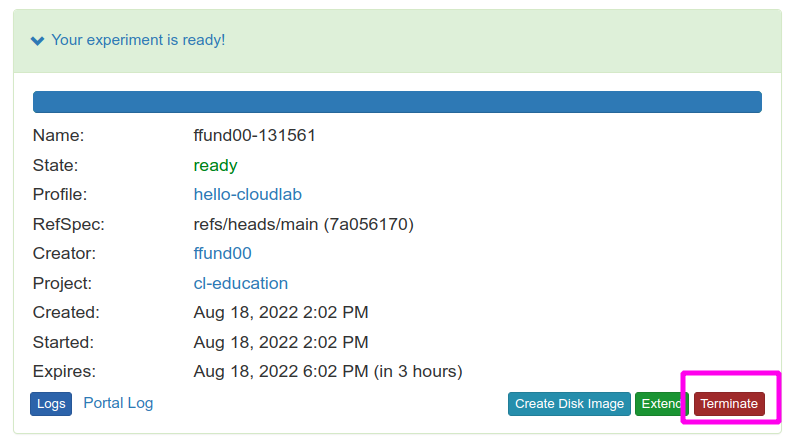 Your experiment is ready!
Name: ffund00-131561
State: ready
Profile: hello-cloudlab
RefSpec: refs/heads/main (7a056170)
Creator: ffund00
Project: cl-education
Created: Aug 18, 2022 2:02 PM
Started: Aug 18, 2022 2:02 PM
Expires: Aug 18, 2022 6:02 PM (in 3 hours)
Logs Portal Log Create Disk Image Extend Terminate